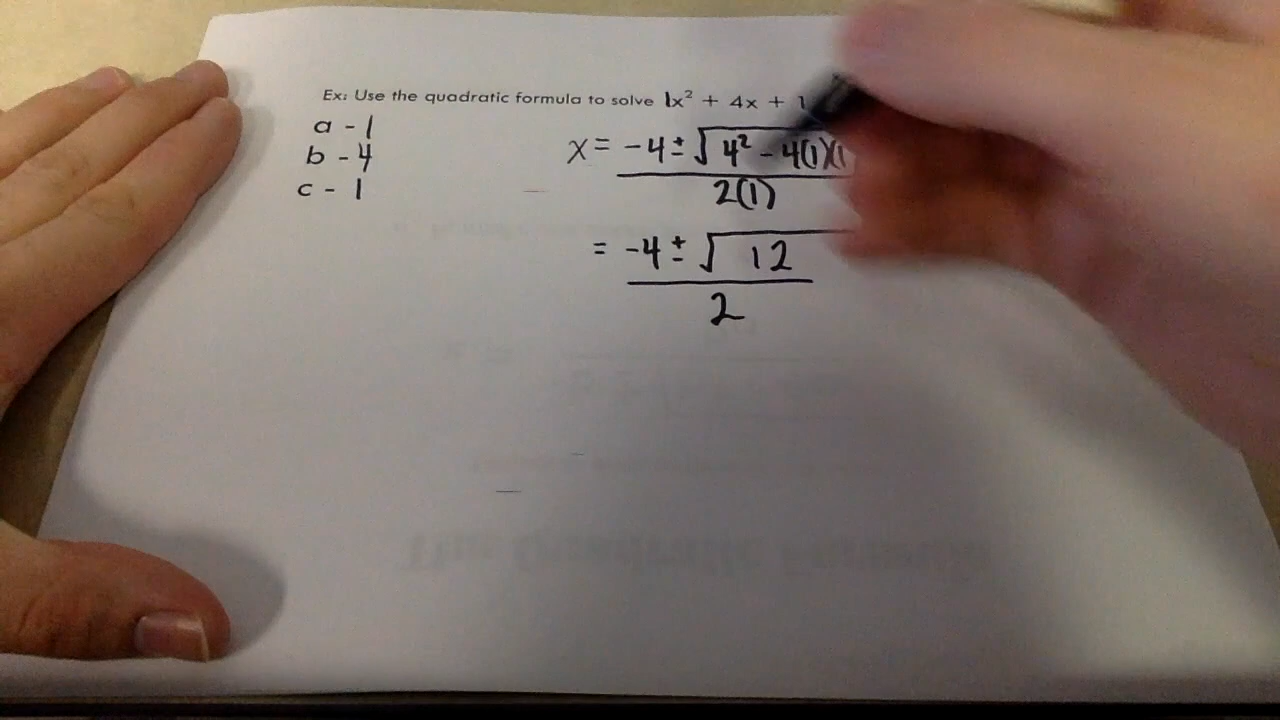 Ex: Use the quadratic formula to solve 1x² + 4x + 1
a - 1
b - 4
c - 1
x = -4 ± √4² - 4(1)(1
2(1)
= -4 ± √12
2